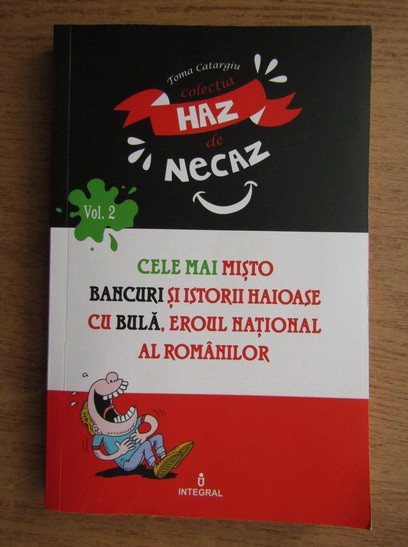 Toma Catargiu
colecția
HAZ
de
NECAZ
Vol. 2
CELE MAI MIȘTO
BANCURI ȘI ISTORII HAIOASE
CU BULĂ, EROUL NAȚIONAL
AL ROMÂNILOR
INTEGRAL